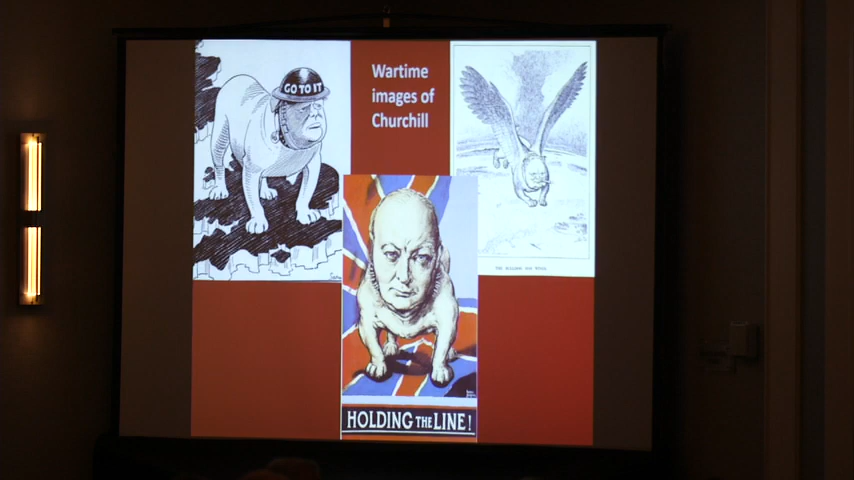 GO TO IT
Wartime
images of
Churchill
HOLDING THE LINE!